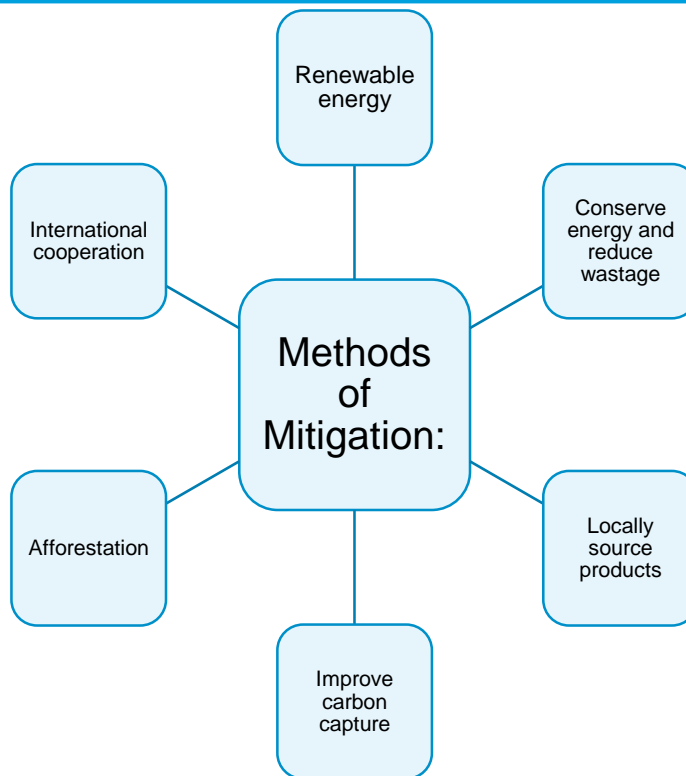 Renewable
energy
International
cooperation
Conserve
energy and
reduce
wastage
Methods
of
Mitigation:
Afforestation
Locally
source
products
Improve
carbon
capture